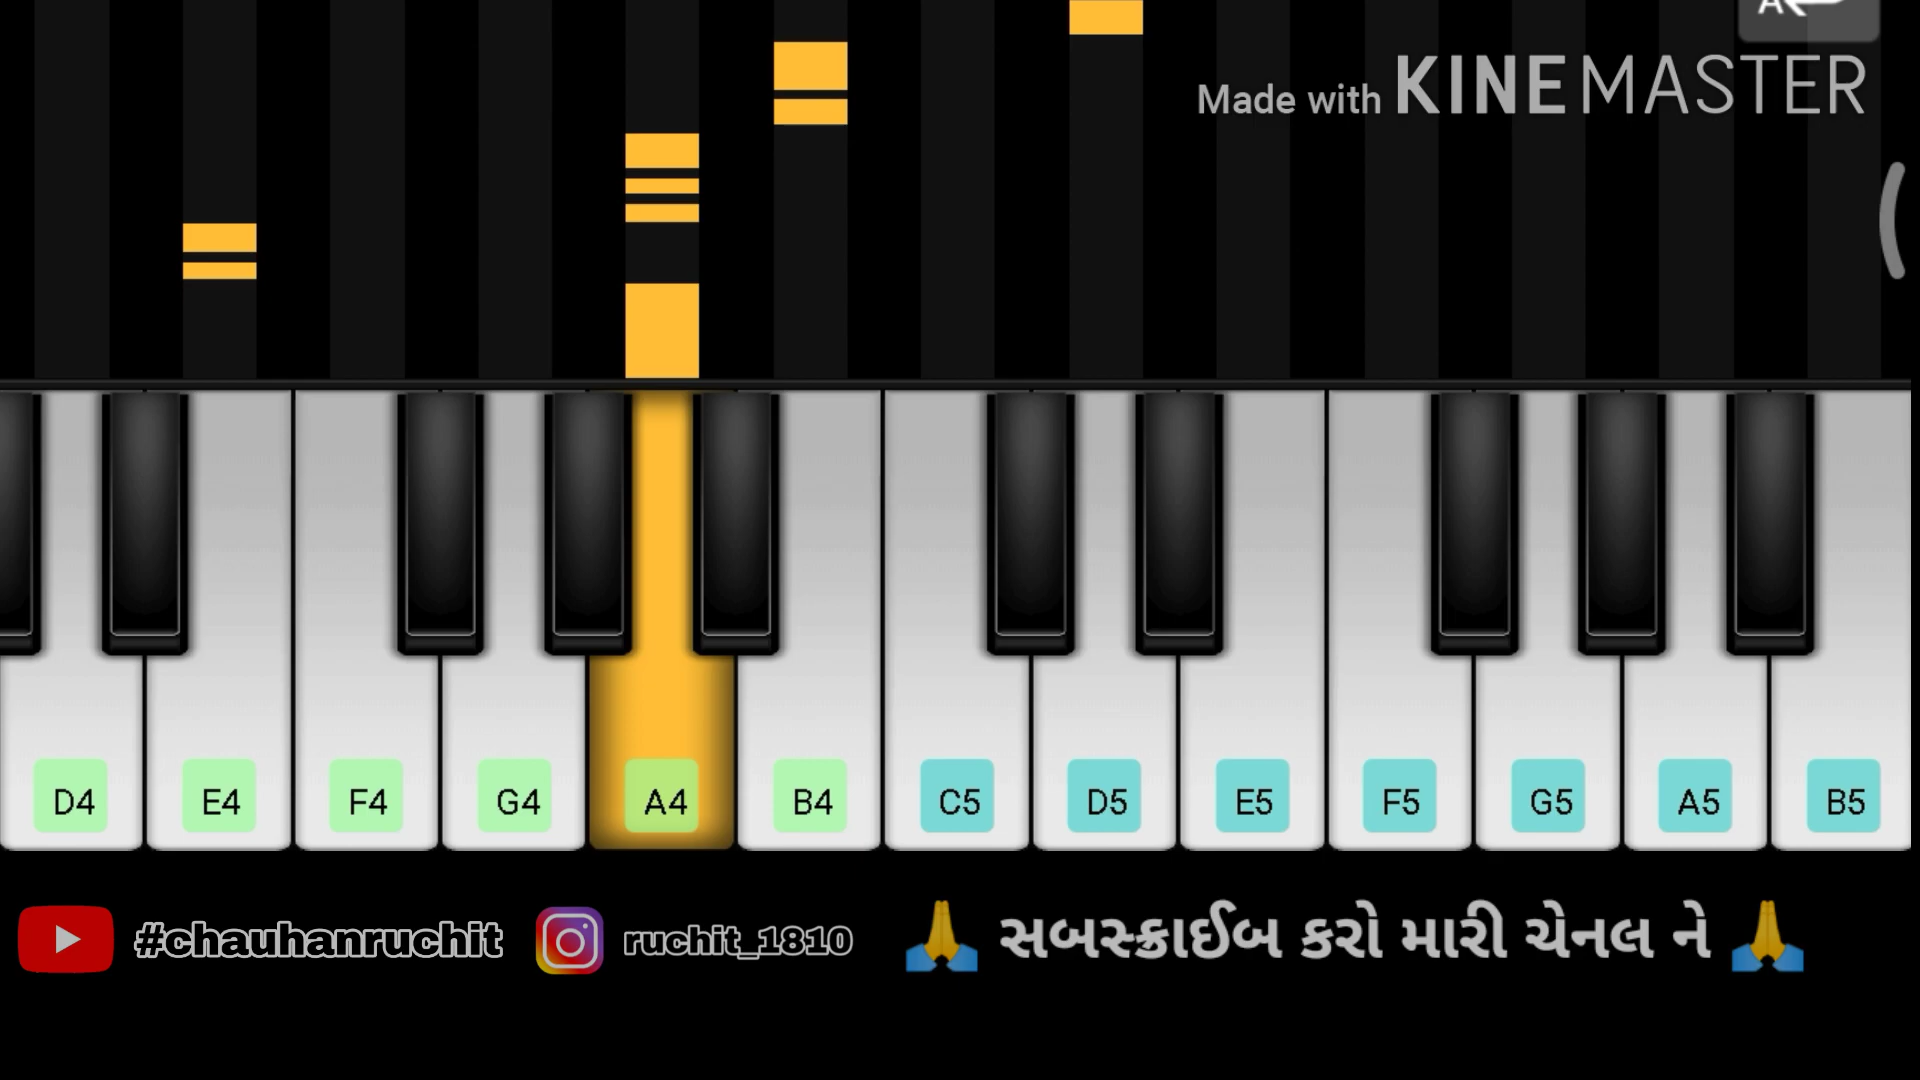 A
Made with KINEMASTER
D4 E4 F4 G4 A4 B4 C5 D5 E5 F5 G5 A5 B5
#chauhanruchit ruchit_1810 સબસ્ક્રાઈબ કરો મારી ચેનલ ને